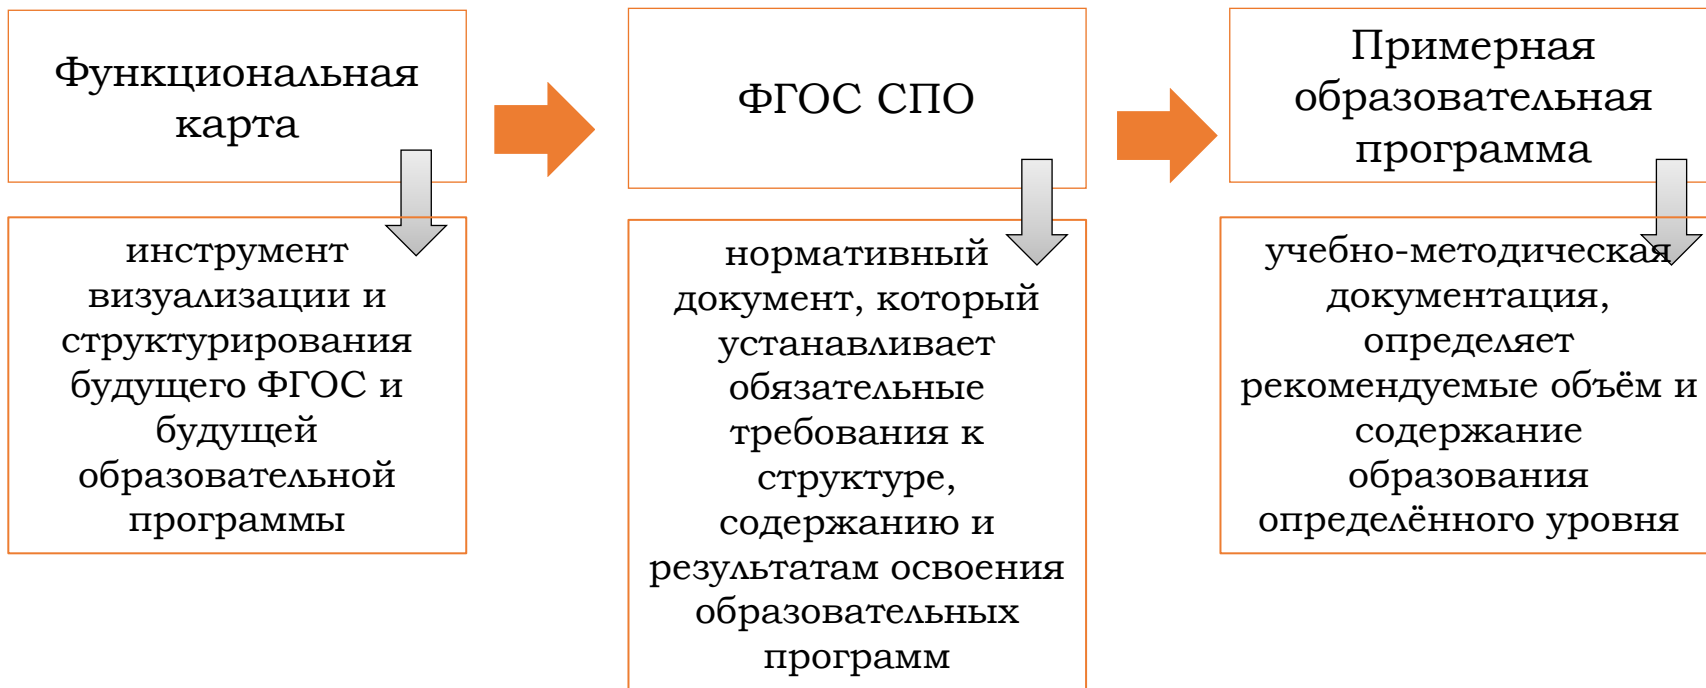 Функциональная
карта
ФГОС СПО
Примерная
образовательная
программа
инструмент
визуализации и
структурирования
будущего ФГОС и
будущей
образовательной
программы
нормативный
документ, который
устанавливает
обязательные
требования к
структуре,
содержанию и
результатам освоения
образовательных
программ
учебно-методическая
документация,
определяет
рекомендуемые объём и
содержание
образования
определённого уровня